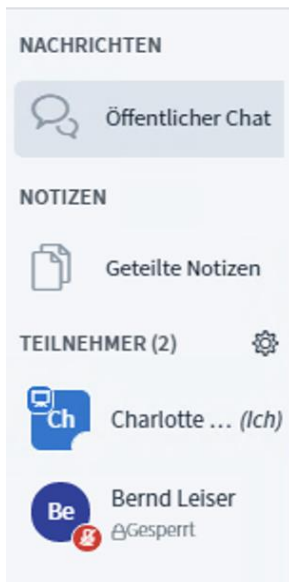 NACHRICHTEN
Öffentlicher Chat
NOTIZEN
Geteilte Notizen
TEILNEHMER (2)
Ch
Charlotte ... (Ich)
Be
Bernd Leiser
Gesperrt